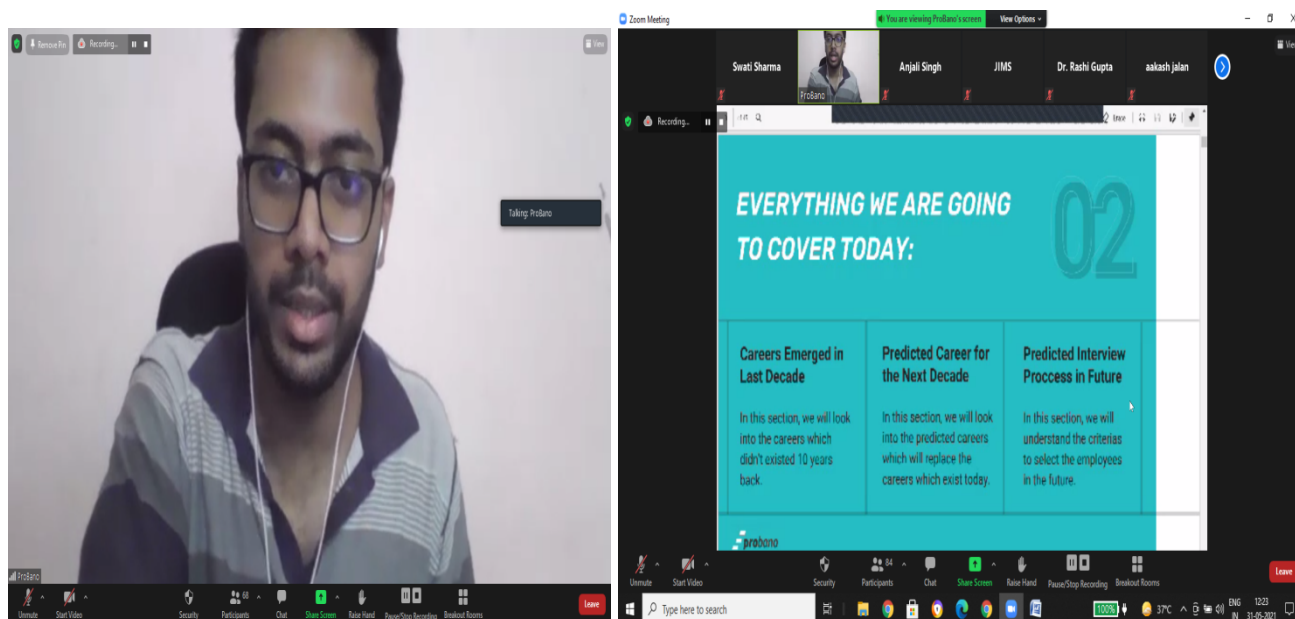 Remove Pin
Recording...
View
Talking: ProBano
ProBano
Unmute
Start Video
Security
68
Participants
Chat
Share Screen
Raise Hand
Pause/Stop Recording
Breakout Rooms
Leave
Zoom Meeting
You are viewing ProBano's screen
View Options
Swati Sharma
ProBano
Anjali Singh
JIMS
Dr. Rashi Gupta
aakash jalan
Recording...
EVERYTHING WE ARE GOING
TO COVER TODAY:
02
Careers Emerged in
Last Decade
In this section, we will look
into the careers which
didn't existed 10 years
back.
Predicted Career for
the Next Decade
In this section, we will look
into the predicted careers
which will replace the
careers which exist today.
Predicted Interview
Proccess in Future
In this section, we will
understand the criterias
to select the employees
in the future.
probano
Unmute
Start Video
Security
84
Participants
Chat
Share Screen
Raise Hand
Pause/Stop Recording
Breakout Rooms
Leave
Type here to search
100%
37°C
ENG
IN
12:23
31-05-2021